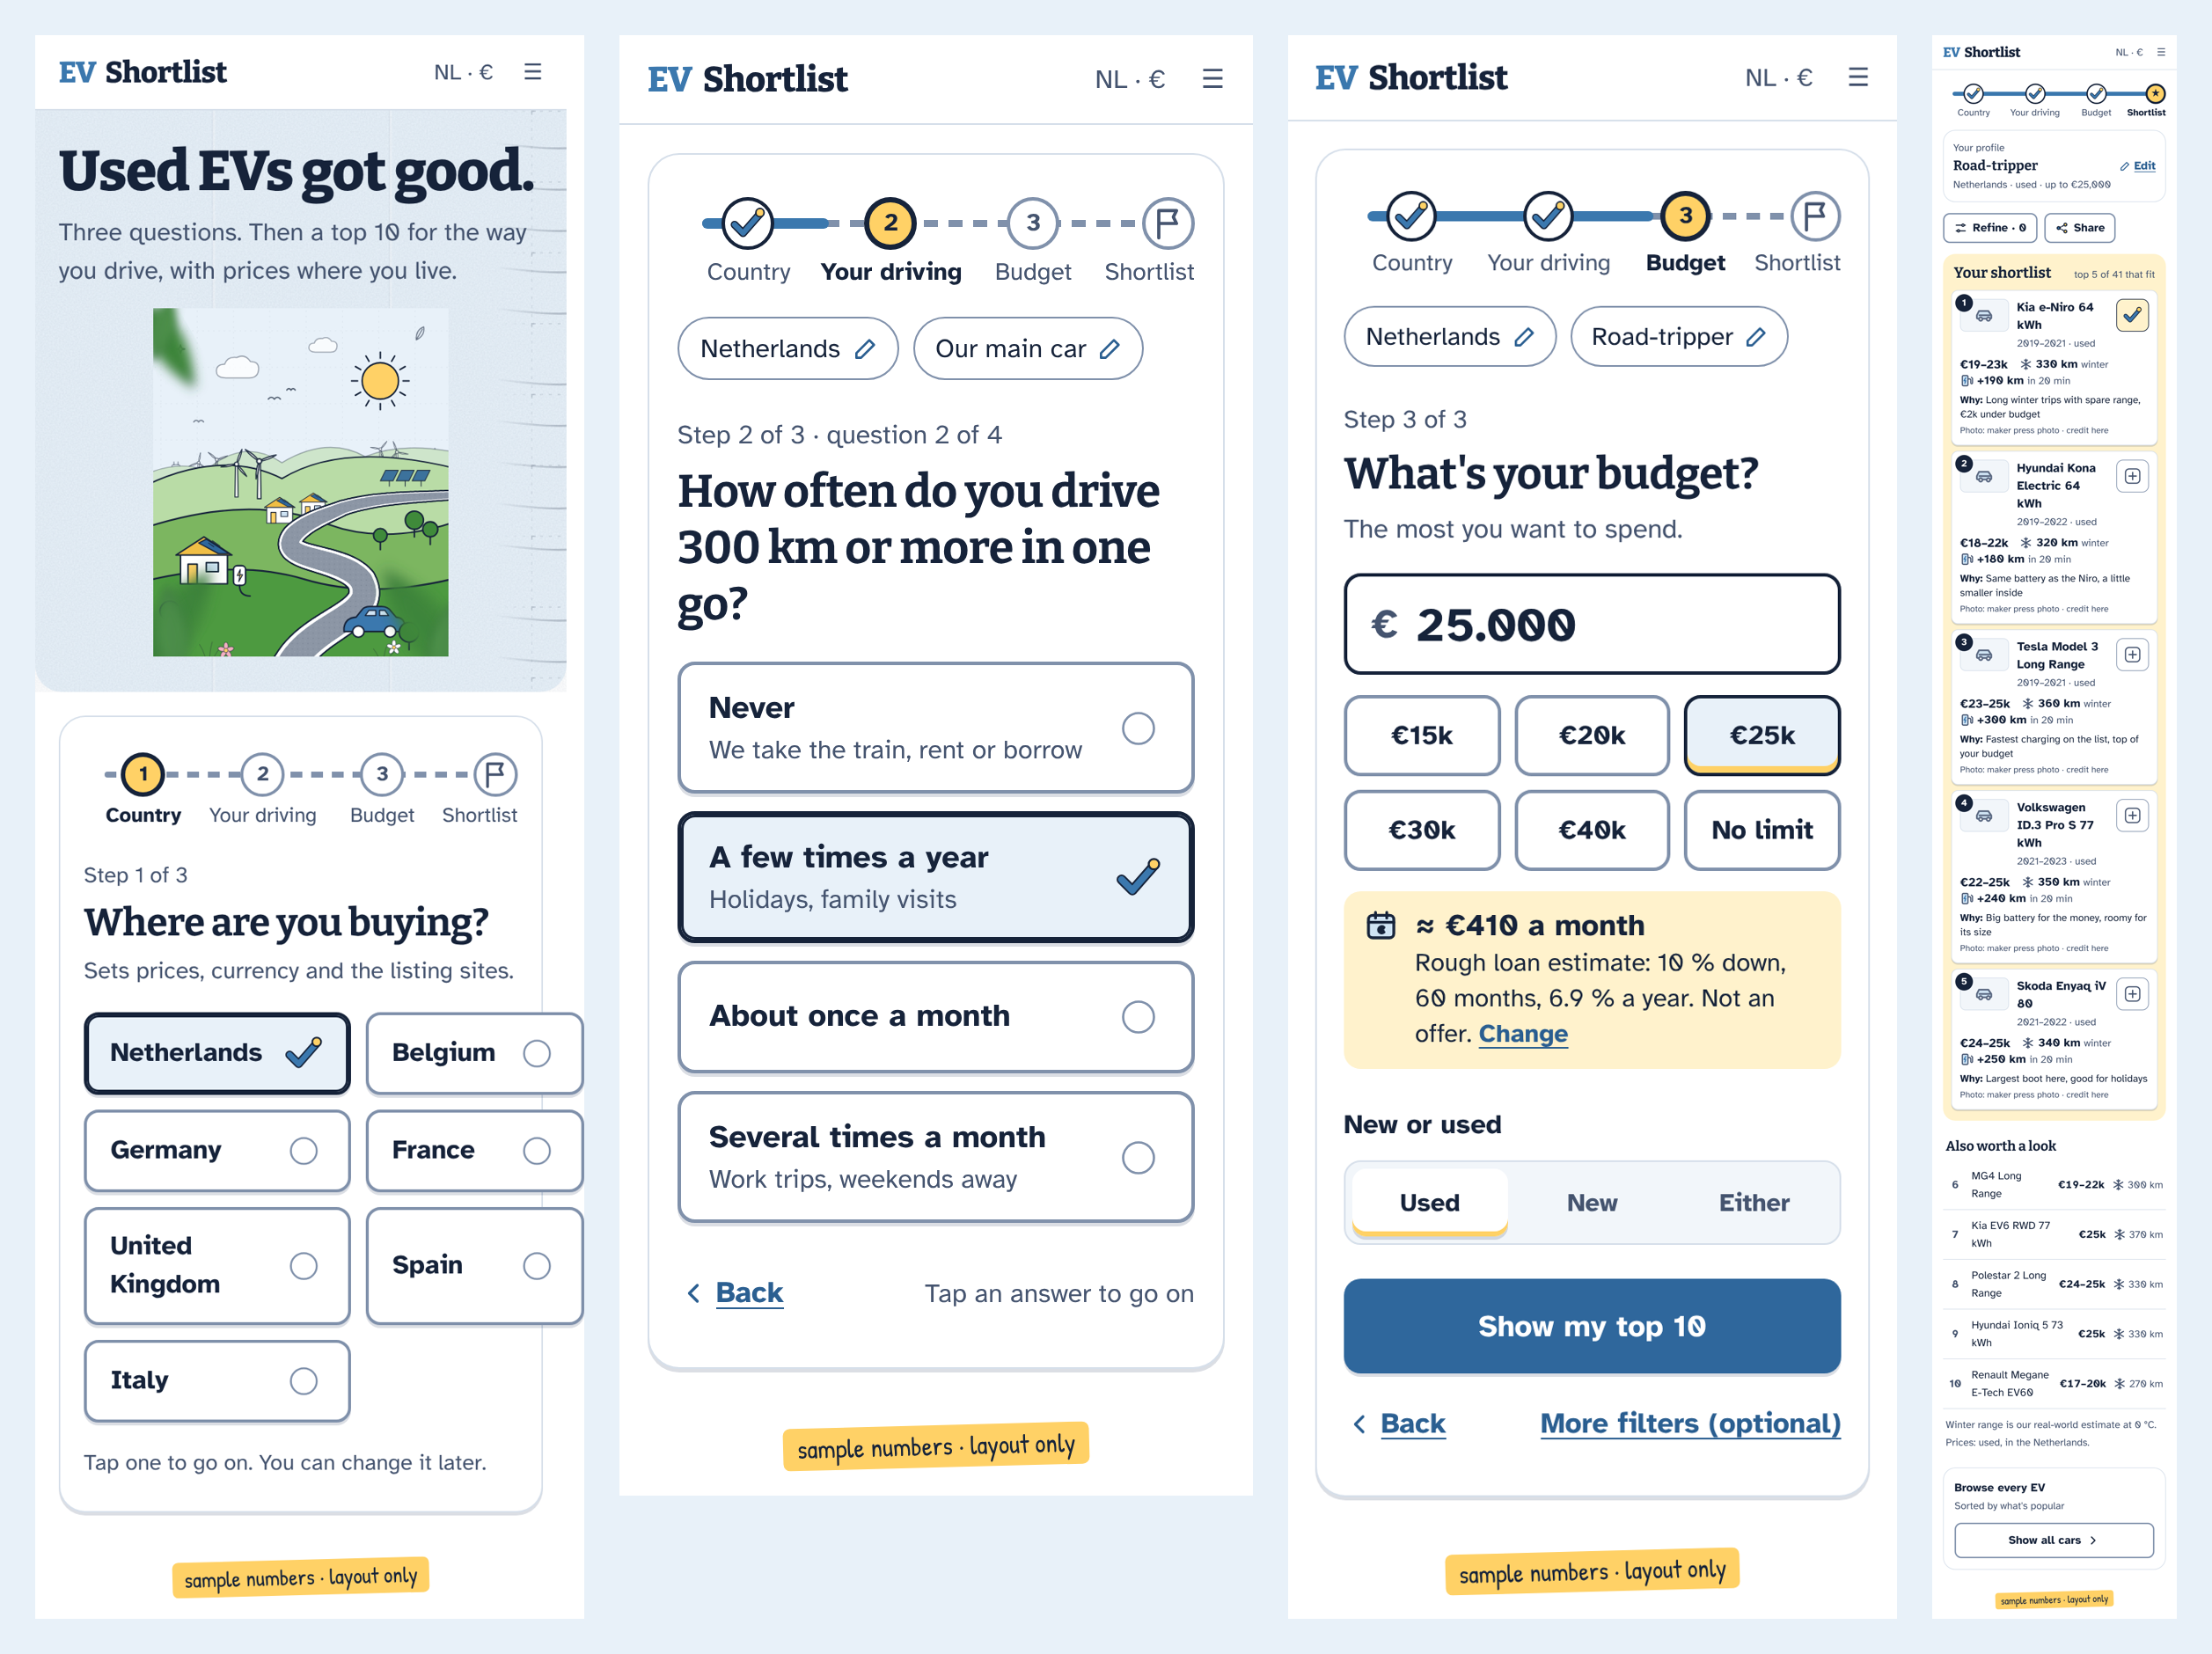 EV Shortlist
NL · €
Used EVs got good.
Three questions. Then a top 10 for the way
you drive, with prices where you live.
1
2
3
Country
Your driving
Budget
Shortlist
Step 1 of 3
Where are you buying?
Sets prices, currency and the listing sites.
Netherlands
Belgium
Germany
France
United
Kingdom
Spain
Italy
Tap one to go on. You can change it later.
sample numbers · layout only
EV Shortlist
NL · €
2
3
Country
Your driving
Budget
Shortlist
Netherlands
Our main car
Step 2 of 3 · question 2 of 4
How often do you drive
300 km or more in one
go?
Never
We take the train, rent or borrow
A few times a year
Holidays, family visits
About once a month
Several times a month
Work trips, weekends away
Back
Tap an answer to go on
sample numbers · layout only
EV Shortlist
NL · €
3
Country
Your driving
Budget
Shortlist
Netherlands
Road-tripper
Step 3 of 3
What's your budget?
The most you want to spend.
€ 25.000
€15k
€20k
€25k
€30k
€40k
No limit
≈ €410 a month
Rough loan estimate: 10 % down,
60 months, 6.9 % a year. Not an
offer. Change
New or used
Used
New
Either
Show my top 10
Back
More filters (optional)
sample numbers · layout only
EV Shortlist
NL · €
Country
Your driving
Budget
Shortlist
Your profile
Road-tripper
Edit
Netherlands · used · up to €25,000
Refine · 0
Share
Your shortlist
top 5 of 41 that fit
1
Kia e-Niro 64
kWh
2019–2021 · used
€19–23k 330 km winter
+190 km in 20 min
Why: Long winter trips with spare range,
€2k under budget
Photo: maker press photo · credit here
2
Hyundai Kona
Electric 64
kWh
2019–2022 · used
€18–22k 320 km winter
+180 km in 20 min
Why: Same battery as the Niro, a little
smaller inside
Photo: maker press photo · credit here
3
Tesla Model 3
Long Range
2019–2021 · used
€23–25k 360 km winter
+300 km in 20 min
Why: Fastest charging on the list, top of
your budget
Photo: maker press photo · credit here
4
Volkswagen
ID.3 Pro S 77
kWh
2021–2023 · used
€22–25k 350 km winter
+240 km in 20 min
Why: Big battery for the money, roomy for
its size
Photo: maker press photo · credit here
5
Skoda Enyaq iV
80
2021–2022 · used
€24–25k 340 km winter
+250 km in 20 min
Why: Largest boot here, good for holidays
Photo: maker press photo · credit here
Also worth a look
6 MG4 Long
Range
€19–22k 300 km
7 Kia EV6 RWD 77
kWh
€25k 370 km
8 Polestar 2 Long
Range
€24–25k 330 km
9 Hyundai Ioniq 5 73
kWh
€25k 330 km
10 Renault Megane
E-Tech EV60
€17–20k 270 km
Winter range is our real-world estimate at 0 °C.
Prices: used, in the Netherlands.
Browse every EV
Sorted by what's popular
Show all cars
sample numbers · layout only